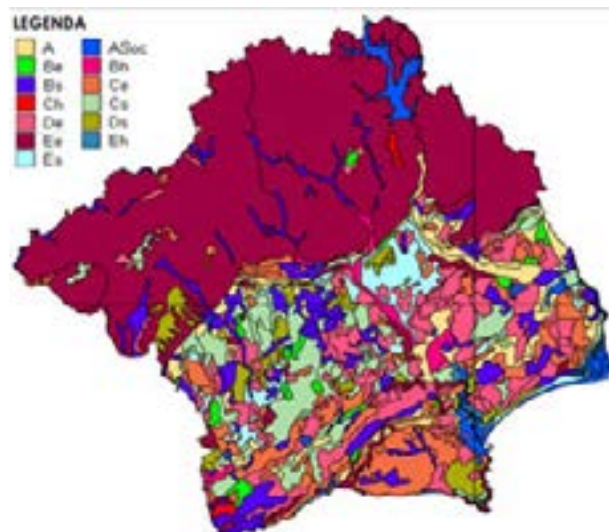 LEGENDA
A ASoc
Be Bh
Bs Ce
Ch Cs
De Ds
Ee Eh
Es